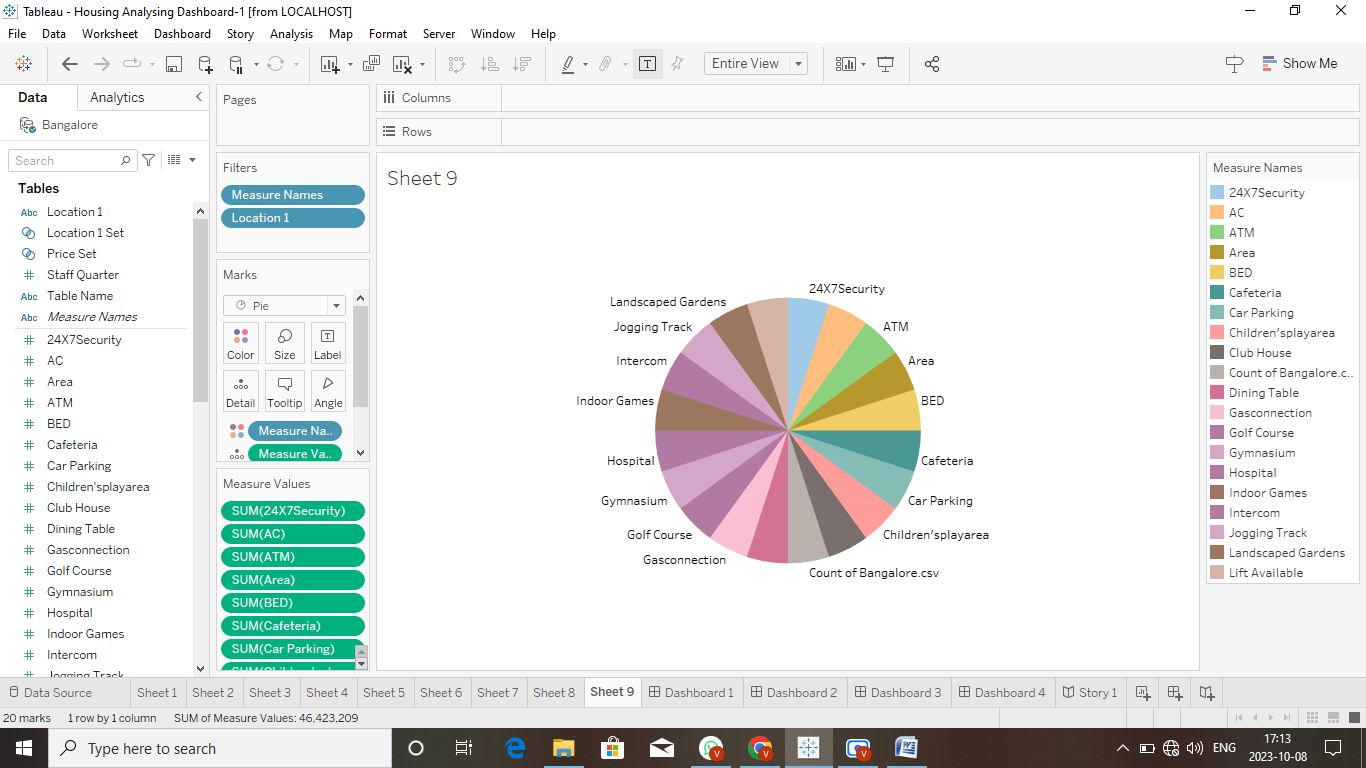 Tableau - Housing Analysing Dashboard-1 [from LOCALHOST]
File Data Worksheet Dashboard Story Analysis Map Format Server Window Help
Entire View
Show Me
Data Analytics
Bangalore
Search
Tables
Abc Location 1
Location 1 Set
Price Set
Staff Quarter
Abc Table Name
Abc Measure Names
24X7Security
AC
Area
ATM
BED
Cafeteria
Car Parking
Children'splayarea
Club House
Dining Table
Gasconnection
Golf Course
Gymnasium
Hospital
Indoor Games
Intercom
Jogging Track
Pages
Filters
Measure Names
Location 1
Marks
Pie
Color Size Label
Detail Tooltip Angle
Measure Na..
Measure Va..
Measure Values
SUM(24X7Security)
SUM(AC)
SUM(ATM)
SUM(Area)
SUM(BED)
SUM(Cafeteria)
SUM(Car Parking)
Columns
Rows
Sheet 9
24X7Security
Landscaped Gardens
Jogging Track
ATM
Intercom
Area
Indoor Games
BED
Hospital
Cafeteria
Gymnasium
Car Parking
Golf Course
Children'splayarea
Gasconnection
Count of Bangalore.csv
Measure Names
24X7Security
AC
ATM
Area
BED
Cafeteria
Car Parking
Children'splayarea
Club House
Count of Bangalore.c..
Dining Table
Gasconnection
Golf Course
Gymnasium
Hospital
Indoor Games
Intercom
Jogging Track
Landscaped Gardens
Lift Available
Data Source Sheet 1 Sheet 2 Sheet 3 Sheet 4 Sheet 5 Sheet 6 Sheet 7 Sheet 8 Sheet 9 Dashboard 1 Dashboard 2 Dashboard 3 Dashboard 4 Story 1
20 marks 1 row by 1 column SUM of Measure Values: 46,423,209
Type here to search
ENG
17:13
2023-10-08